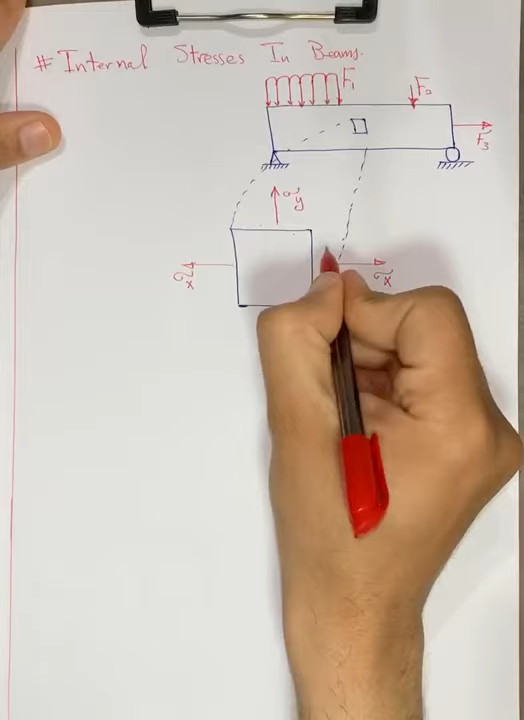 # Internal Stresses In Beams.
F₁
F₂
F₃
σy
σx
σx